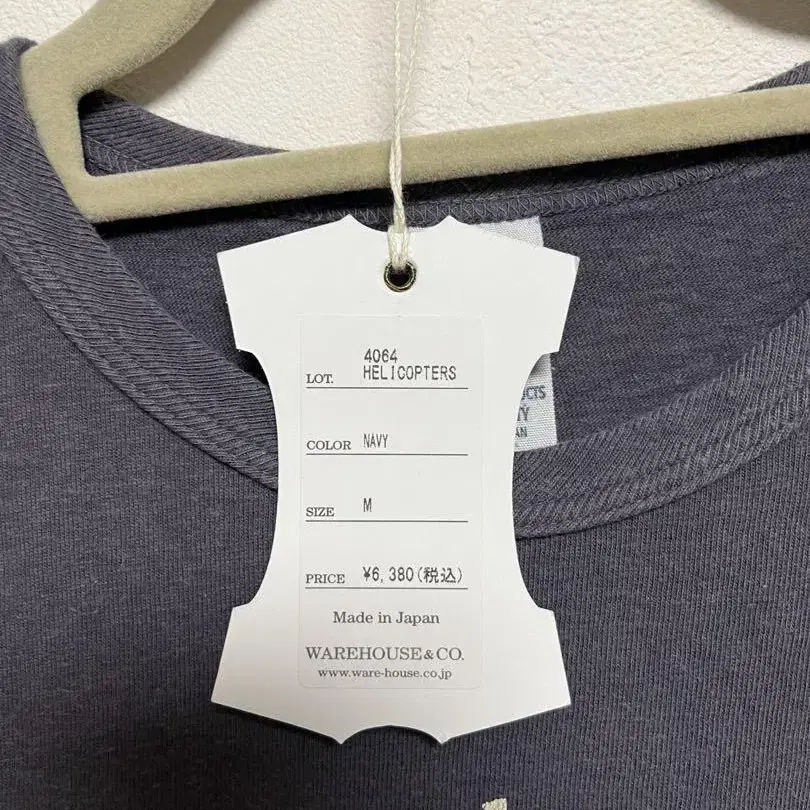 4064
LOT. HELICOPTERS
COLOR NAVY
SIZE M
PRICE ¥6,380(税込)
Made in Japan
WAREHOUSE&CO.
www.ware-house.co.jp